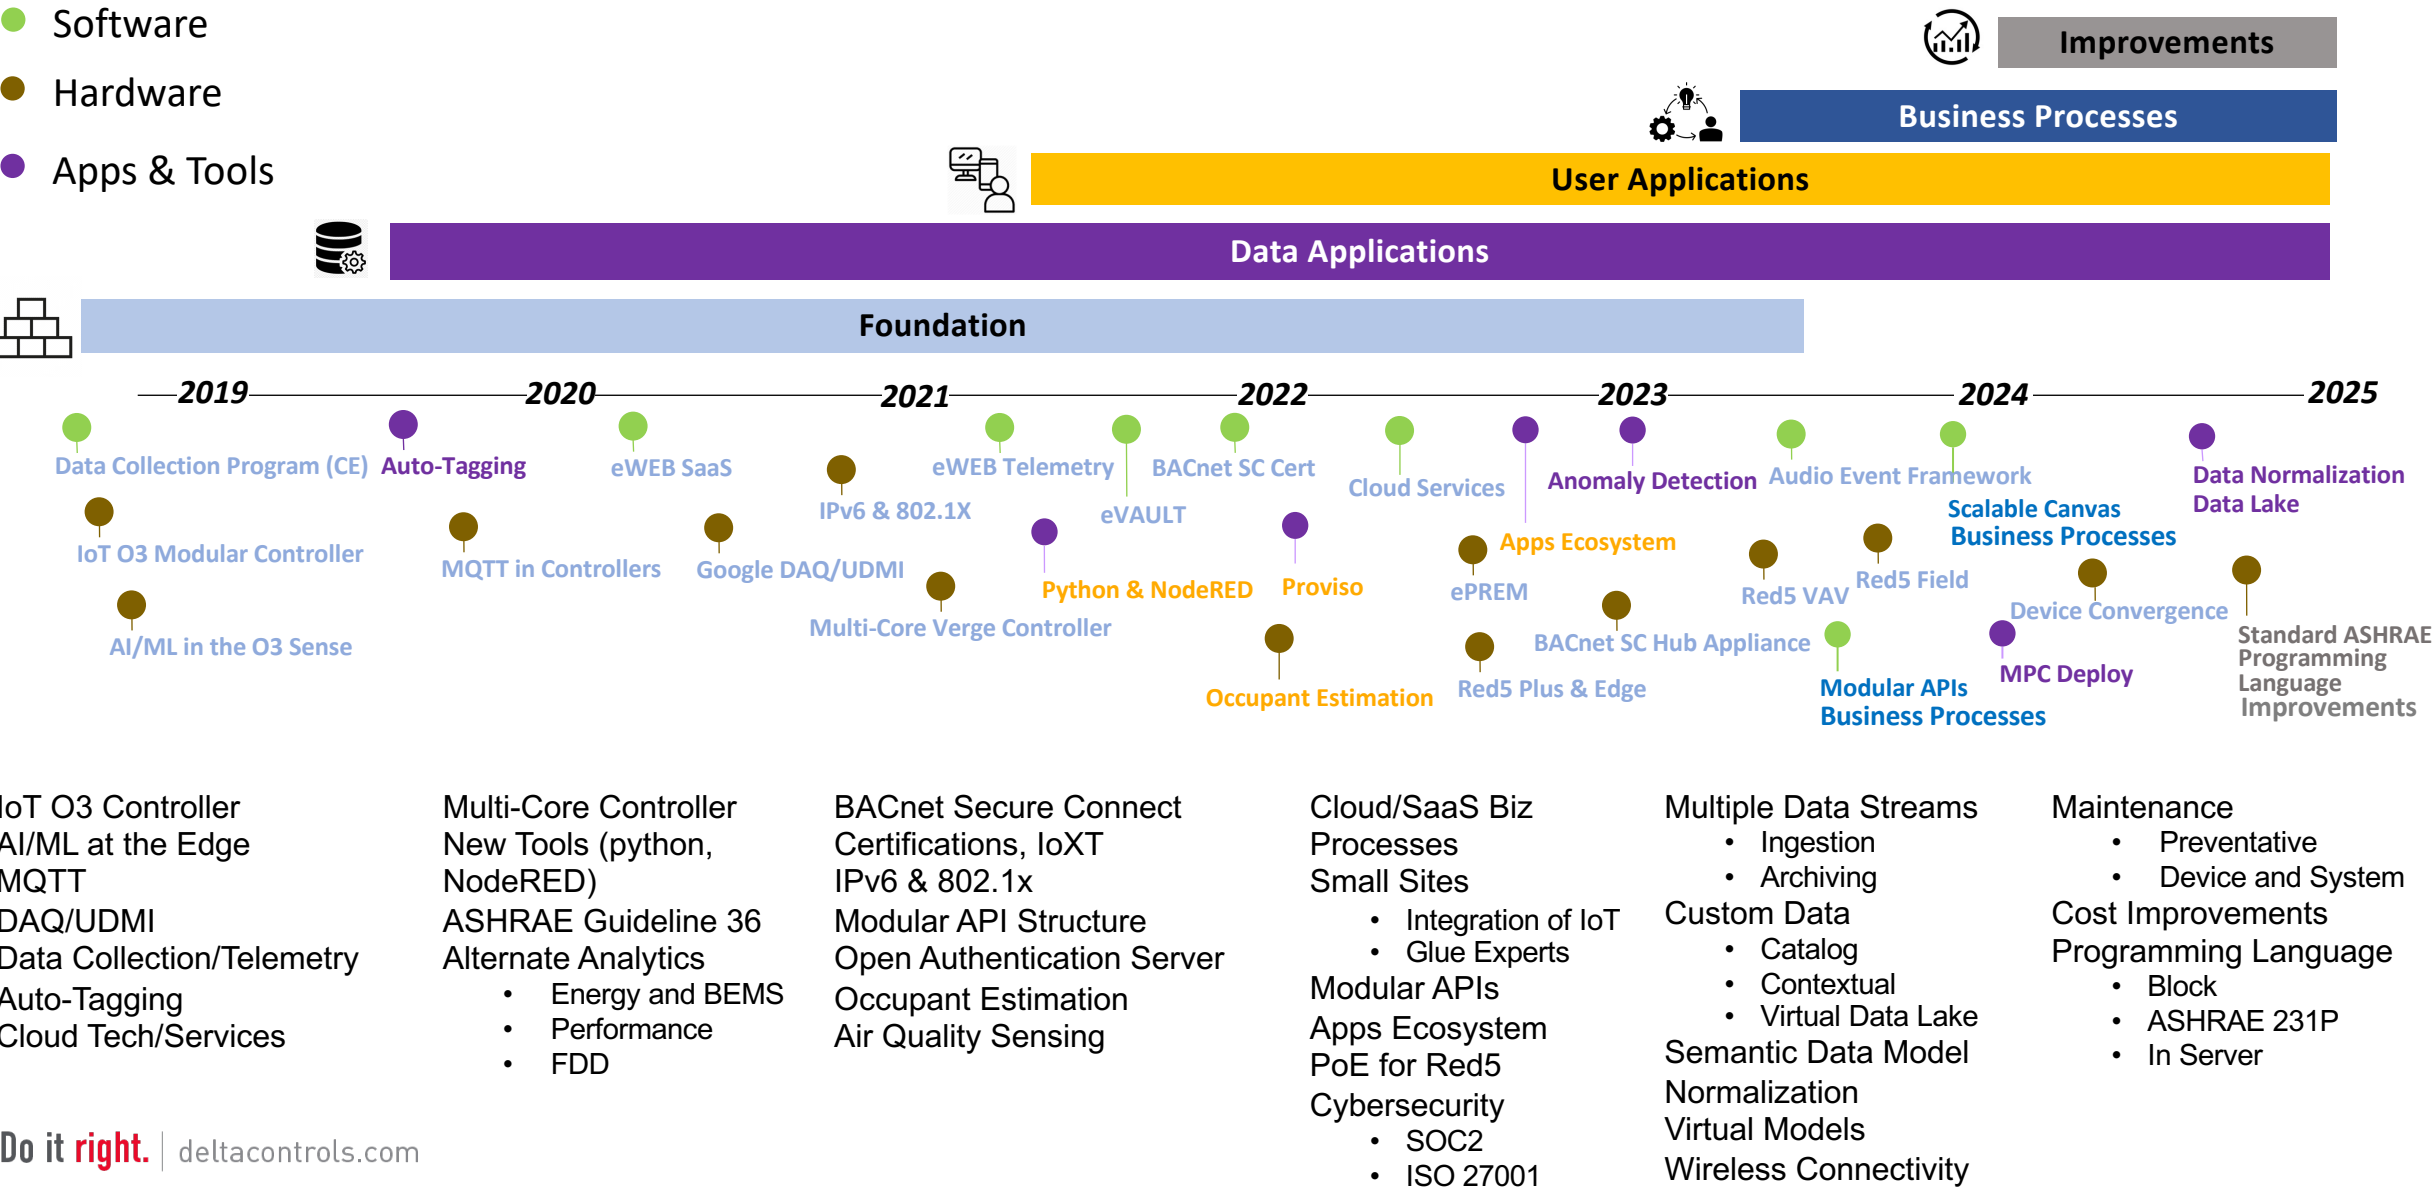 Software
Hardware
Apps & Tools
Improvements
Business Processes
User Applications
Data Applications
Foundation
2019 2020 2021 2022 2023 2024 2025
Data Collection Program (CE)
Auto-Tagging
eWEB SaaS
eWEB Telemetry
BACnet SC Cert
Cloud Services
Anomaly Detection
Audio Event Framework
Data Normalization
Data Lake
IPv6 & 802.1X
eVAULT
Scalable Canvas
Business Processes
IoT O3 Modular Controller
MQTT in Controllers
Google DAQ/UDMI
Apps Ecosystem
Python & NodeRED
Proviso
ePREM
Red5 VAV
Red5 Field
Device Convergence
AI/ML in the O3 Sense
Multi-Core Verge Controller
BACnet SC Hub Appliance
Standard ASHRAE
Programming
Language
Improvements
Occupant Estimation
Red5 Plus & Edge
Modular APIs
Business Processes
MPC Deploy
IoT O3 Controller
AI/ML at the Edge
MQTT
DAQ/UDMI
Data Collection/Telemetry
Auto-Tagging
Cloud Tech/Services
Multi-Core Controller
New Tools (python,
NodeRED)
ASHRAE Guideline 36
Alternate Analytics
• Energy and BEMS
• Performance
• FDD
BACnet Secure Connect
Certifications, IoXT
IPv6 & 802.1x
Modular API Structure
Open Authentication Server
Occupant Estimation
Air Quality Sensing
Cloud/SaaS Biz
Processes
Small Sites
• Integration of IoT
• Glue Experts
Modular APIs
Apps Ecosystem
PoE for Red5
Cybersecurity
• SOC2
• ISO 27001
Multiple Data Streams
• Ingestion
• Archiving
Custom Data
• Catalog
• Contextual
• Virtual Data Lake
Semantic Data Model
Normalization
Virtual Models
Wireless Connectivity
Maintenance
• Preventative
• Device and System
Cost Improvements
Programming Language
• Block
• ASHRAE 231P
• In Server
Do it right. | deltacontrols.com